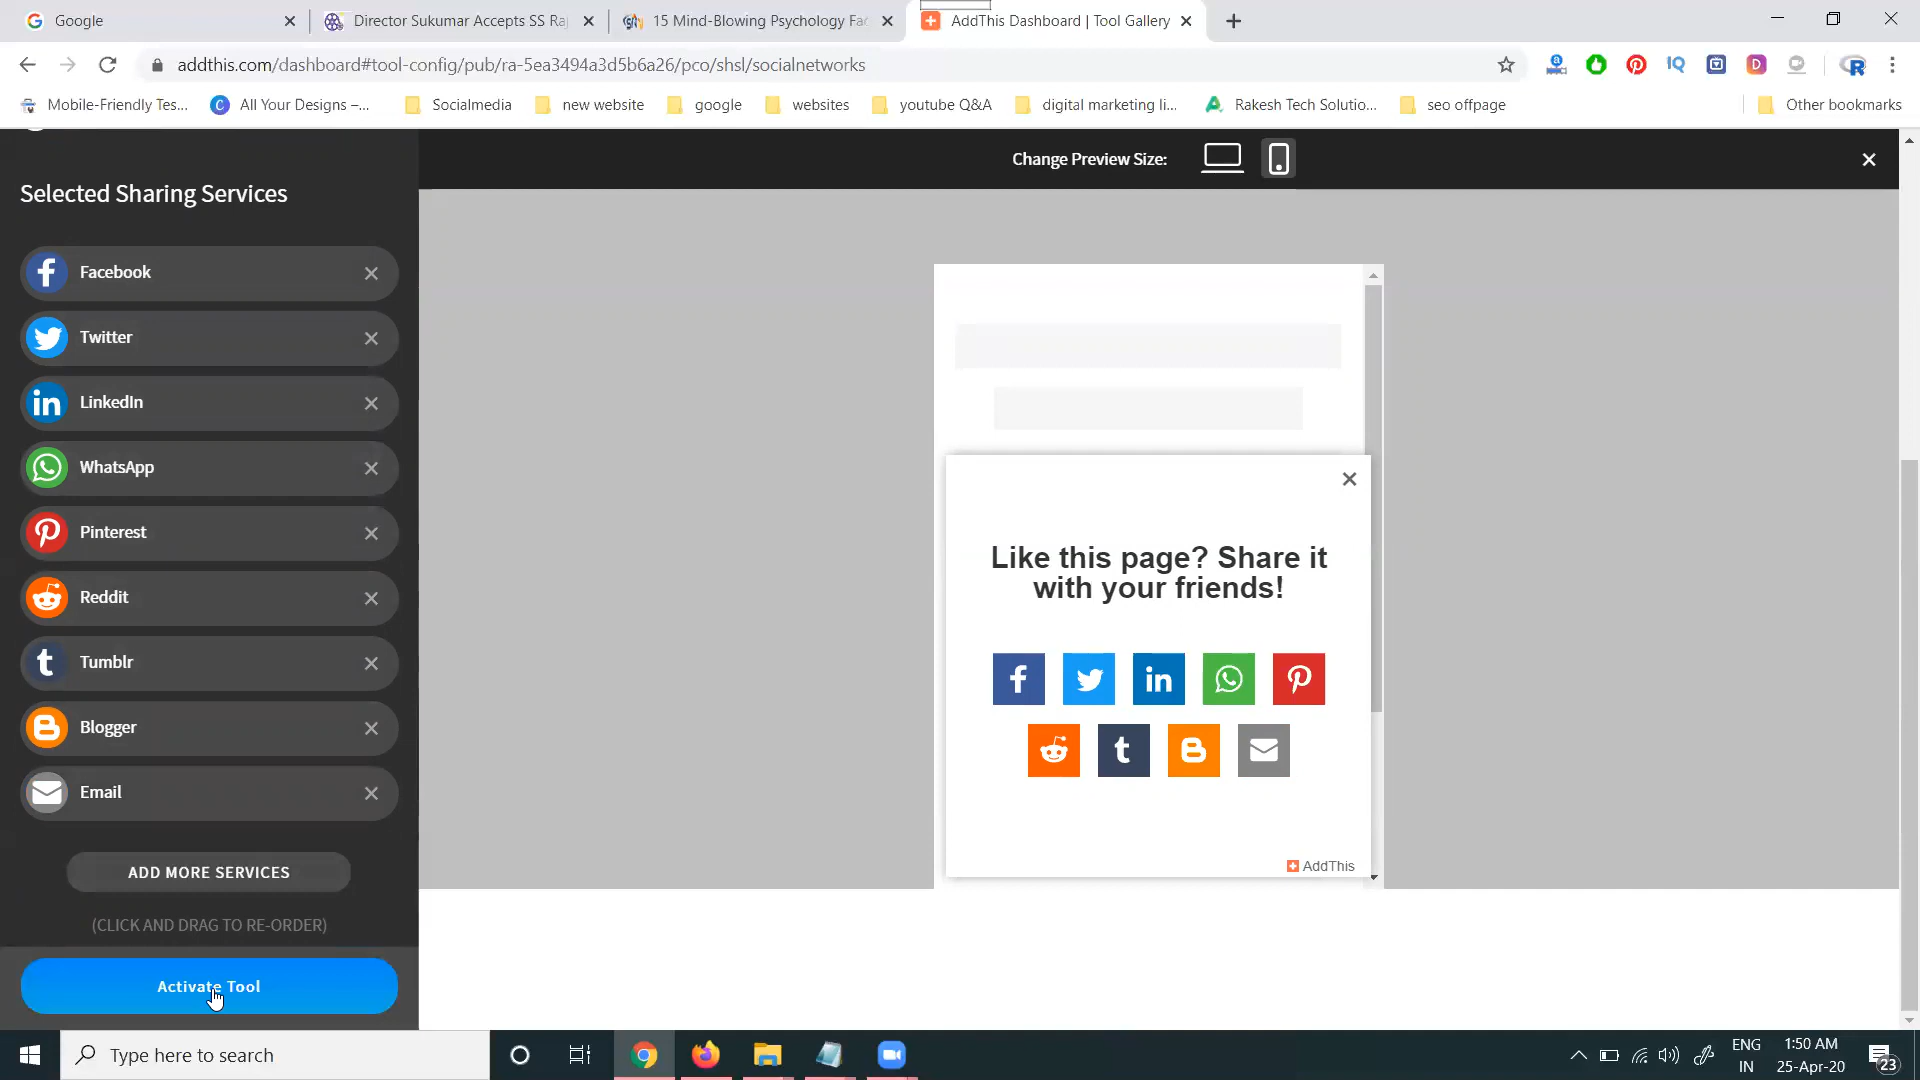 Google
Director Sukumar Accepts SS Raj
15 Mind-Blowing Psychology Fac
AddThis Dashboard | Tool Gallery
addthis.com/dashboard#tool-config/pub/ra-5ea3494a3d5b6a26/pco/shsl/socialnetworks
Mobile-Friendly Tes...
All Your Designs –...
Socialmedia
new website
google
websites
youtube Q&A
digital marketing li...
Rakesh Tech Solutio...
seo offpage
Other bookmarks
Change Preview Size:
Selected Sharing Services
Facebook
Twitter
LinkedIn
WhatsApp
Pinterest
Reddit
Tumblr
Blogger
Email
ADD MORE SERVICES
(CLICK AND DRAG TO RE-ORDER)
Activate Tool
Like this page? Share it
with your friends!
AddThis
Type here to search
ENG
IN
1:50 AM
25-Apr-20
23